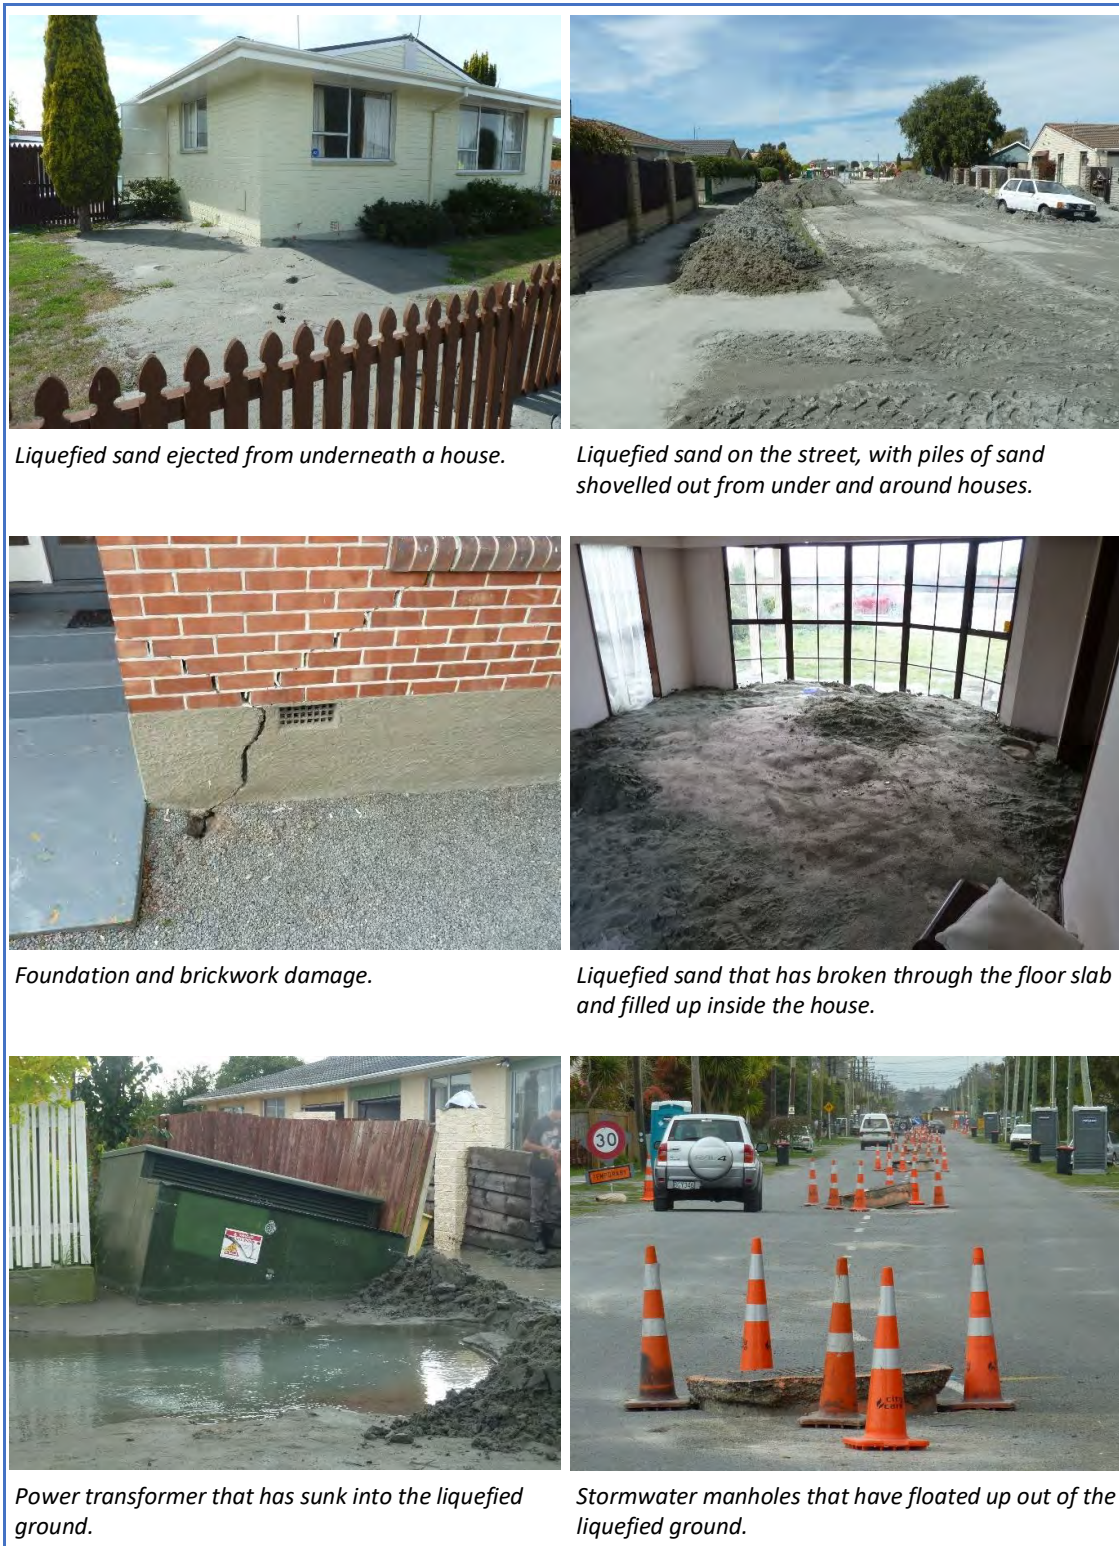 Liquefied sand ejected from underneath a house.
Liquefied sand on the street, with piles of sand
shovelled out from under and around houses.
Foundation and brickwork damage.
Liquefied sand that has broken through the floor slab
and filled up inside the house.
30
TEMPORARY
Power transformer that has sunk into the liquefied
ground.
Stormwater manholes that have floated up out of the
liquefied ground.